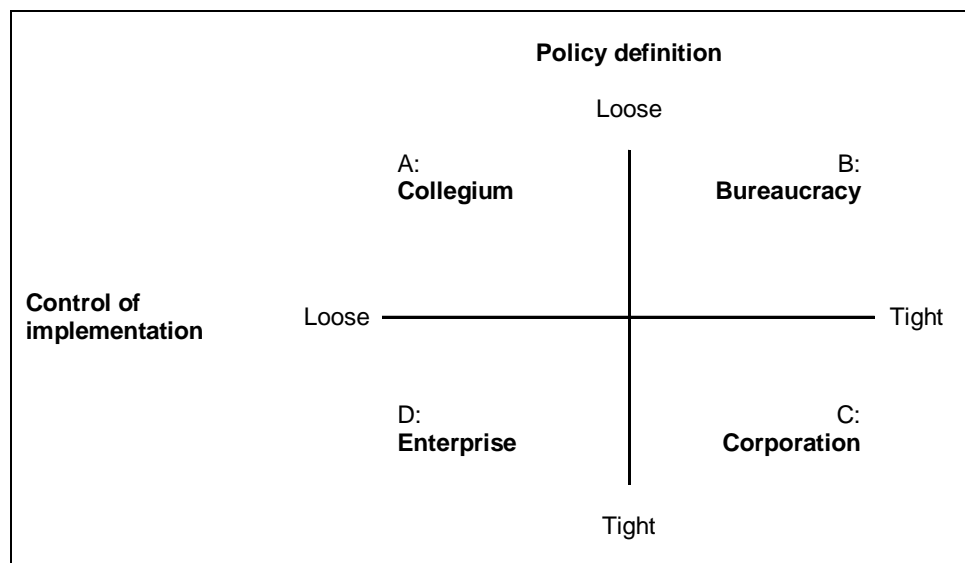 Policy definition
Loose
A:
Collegium
B:
Bureaucracy
Control of
implementation
Loose
Tight
D:
Enterprise
C:
Corporation
Tight